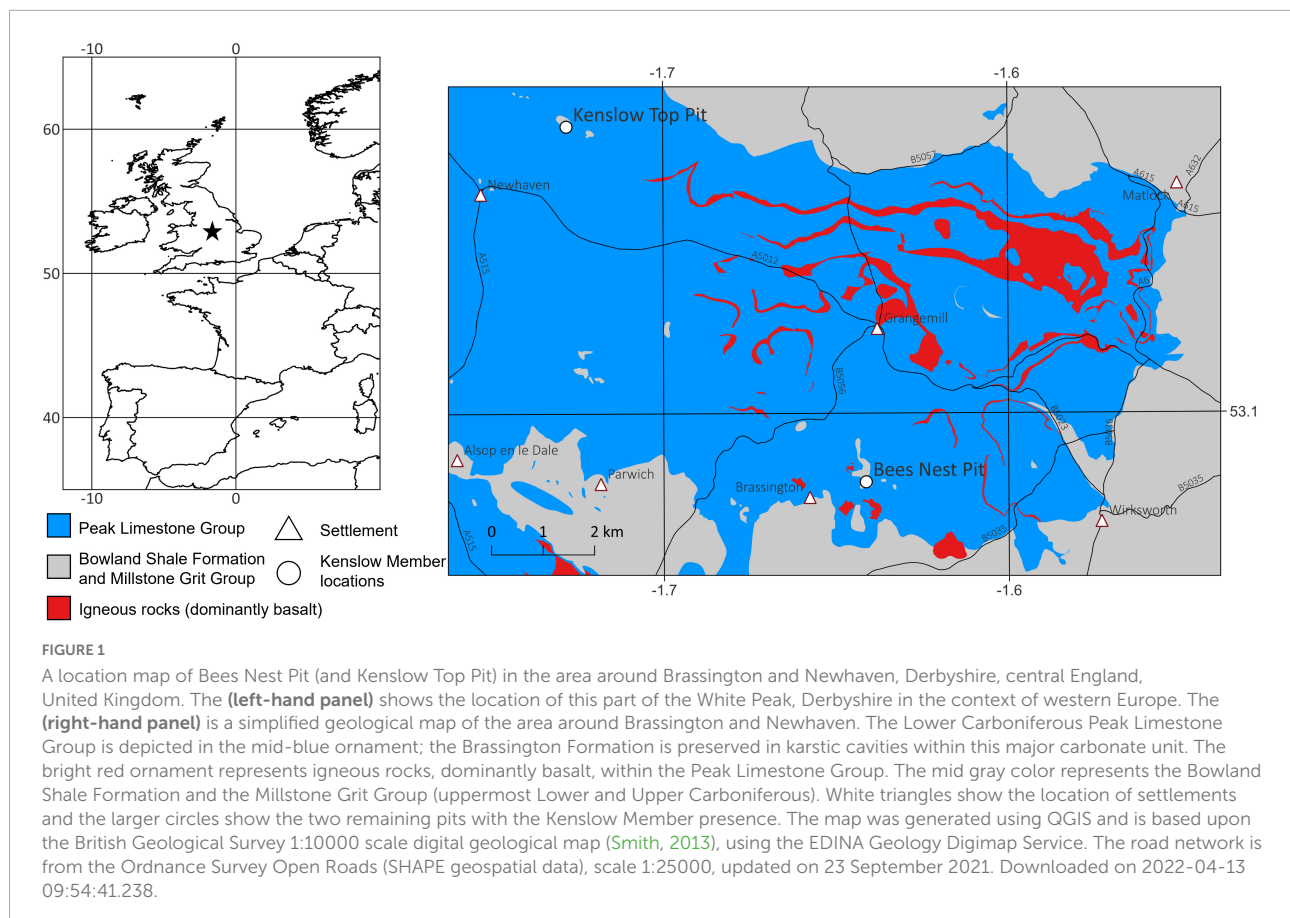 -10
0
60
50
40
-10
0
-1.7
-1.6
Kenslow Top Pit
B5057
A615
A632
Newhaven
Matlock
A615
A515
A5012
A6
Grangemill
B5056
53.1
B5023
B5036
Alsop en le Dale
Bees Nest Pit
Parwich
Brassington
B5035
Wirksworth
0 1 2 km
A515
B5035
-1.7
-1.6
Peak Limestone Group
Settlement
Bowland Shale Formation
and Millstone Grit Group
Kenslow Member
locations
Igneous rocks (dominantly basalt)
FIGURE 1
A location map of Bees Nest Pit (and Kenslow Top Pit) in the area around Brassington and Newhaven, Derbyshire, central England,
United Kingdom. The (left-hand panel) shows the location of this part of the White Peak, Derbyshire in the context of western Europe. The
(right-hand panel) is a simplified geological map of the area around Brassington and Newhaven. The Lower Carboniferous Peak Limestone
Group is depicted in the mid-blue ornament; the Brassington Formation is preserved in karstic cavities within this major carbonate unit. The
bright red ornament represents igneous rocks, dominantly basalt, within the Peak Limestone Group. The mid gray color represents the Bowland
Shale Formation and the Millstone Grit Group (uppermost Lower and Upper Carboniferous). White triangles show the location of settlements
and the larger circles show the two remaining pits with the Kenslow Member presence. The map was generated using QGIS and is based upon
the British Geological Survey 1:10000 scale digital geological map (Smith, 2013), using the EDINA Geology Digimap Service. The road network is
from the Ordnance Survey Open Roads (SHAPE geospatial data), scale 1:25000, updated on 23 September 2021. Downloaded on 2022-04-13
09:54:41.238.